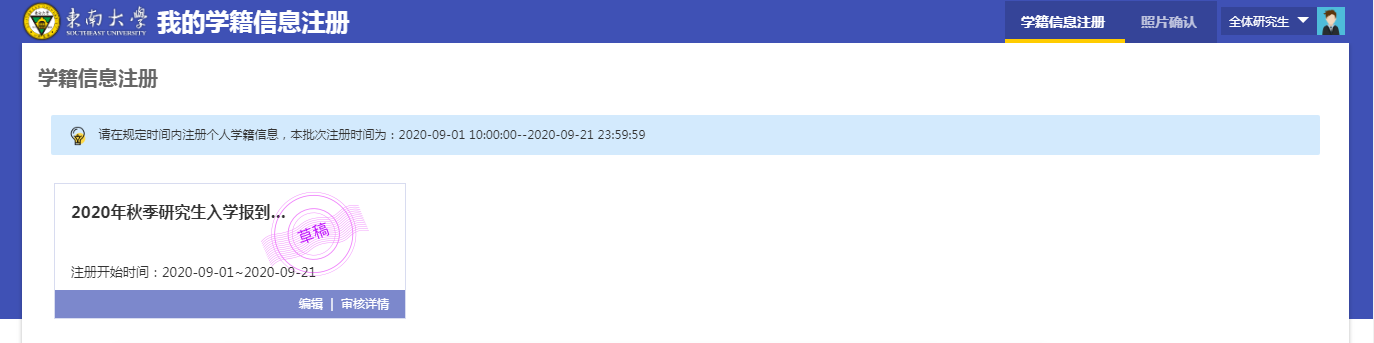 東南大學 我的学籍信息注册
SOUTHEAST UNIVERSITY
学籍信息注册 照片确认 全体研究生
学籍信息注册
请在规定时间内注册个人学籍信息，本批次注册时间为：2020-09-01 10:00:00--2020-09-21 23:59:59
2020年秋季研究生入学报到...
草稿
注册开始时间：2020-09-01~2020-09-21
编辑 | 审核详情